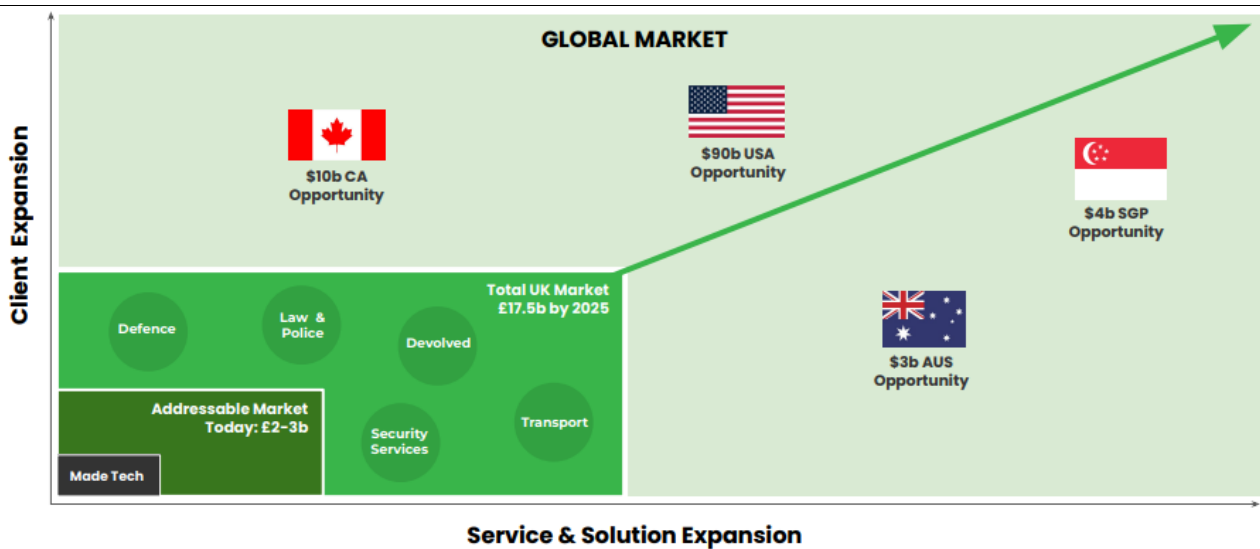 GLOBAL MARKET
Client Expansion
$10b CA
Opportunity
$90b USA
Opportunity
$4b SGP
Opportunity
$3b AUS
Opportunity
Total UK Market
£17.5b by 2025
Defence
Law &
Police
Devolved
Security
Services
Transport
Addressable Market
Today: £2-3b
Made Tech
Service & Solution Expansion